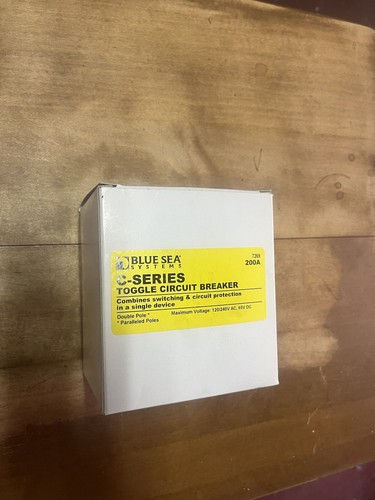 BLUE SEA
SYSTEMS
7269
200A
C-SERIES
TOGGLE CIRCUIT BREAKER
Combines switching & circuit protection
in a single device
Double Pole * Maximum Voltage: 120/240V AC, 65V DC
* Paralleled Poles